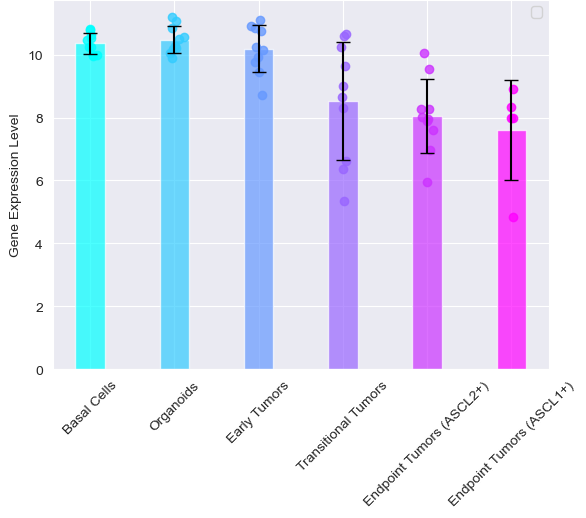 Gene Expression Level
10
8
6
4
2
0
Basal Cells
Organoids
Early Tumors
Transitional Tumors
Endpoint Tumors (ASCL2+)
Endpoint Tumors (ASCL1+)